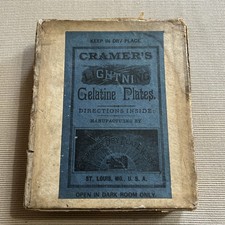 KEEP IN DRY PLACE.
CRAMER'S
GHTNI
Gelatine Plates.
DIRECTIONS INSIDE.
MANUFACTURED BY
ST. LOUIS, MO., U. S. A.
OPEN IN DARK ROOM ONLY.